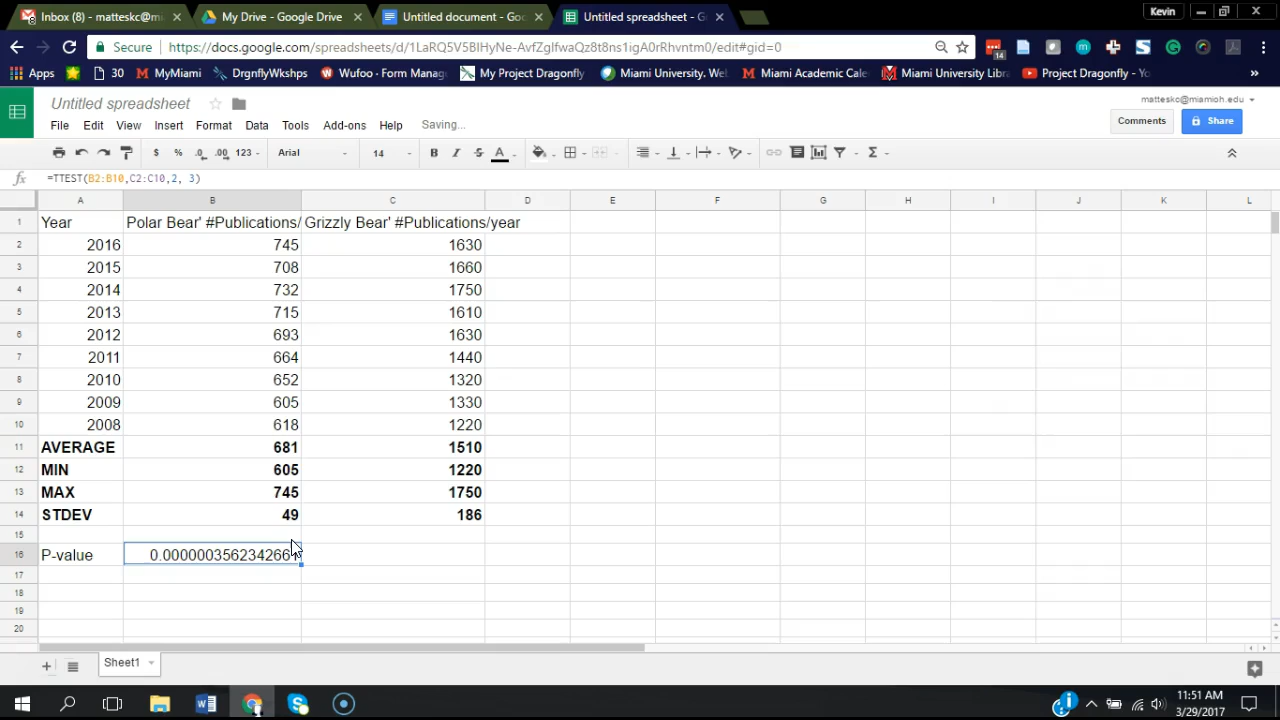 Inbox (8) - matteskc@mi
My Drive - Google Drive
Untitled document - Goo
Untitled spreadsheet - G
Kevin
Secure
https://docs.google.com/spreadsheets/d/1LaRQ5V5BIHyNe-AvfZglfwaQz8t8ns1igA0rRhvntm0/edit#gid=0
14
Apps
30
MyMiami
DrgnflyWkshps
Wufoo - Form Manag
My Project Dragonfly
Miami University. Wel
Miami Academic Cale
Miami University Libra
Project Dragonfly - Yo
»
Untitled spreadsheet
matteskc@miamioh.edu
File Edit View Insert Format Data Tools Add-ons Help Saving...
Comments
Share
$ % .0 .00 123 Arial 14 B I S A Σ
fx =TTEST(B2:B10,C2:C10,2, 3)
A B C D E F G H I J K L
1 Year Polar Bear' #Publications/ Grizzly Bear' #Publications/year
2 2016 745 1630
3 2015 708 1660
4 2014 732 1750
5 2013 715 1610
6 2012 693 1630
7 2011 664 1440
8 2010 652 1320
9 2009 605 1330
10 2008 618 1220
11 AVERAGE 681 1510
12 MIN 605 1220
13 MAX 745 1750
14 STDEV 49 186
15
16 P-value
17
18
19
20
Sheet1
11:51 AM
3/29/2017